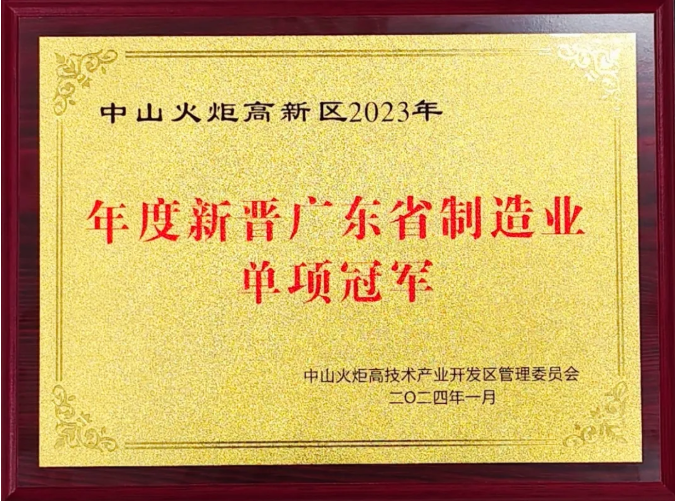 中山火炬高新区2023年
年度新晋广东省制造业
单项冠军
中山火炬高技术产业开发区管理委员会
二〇二四年一月